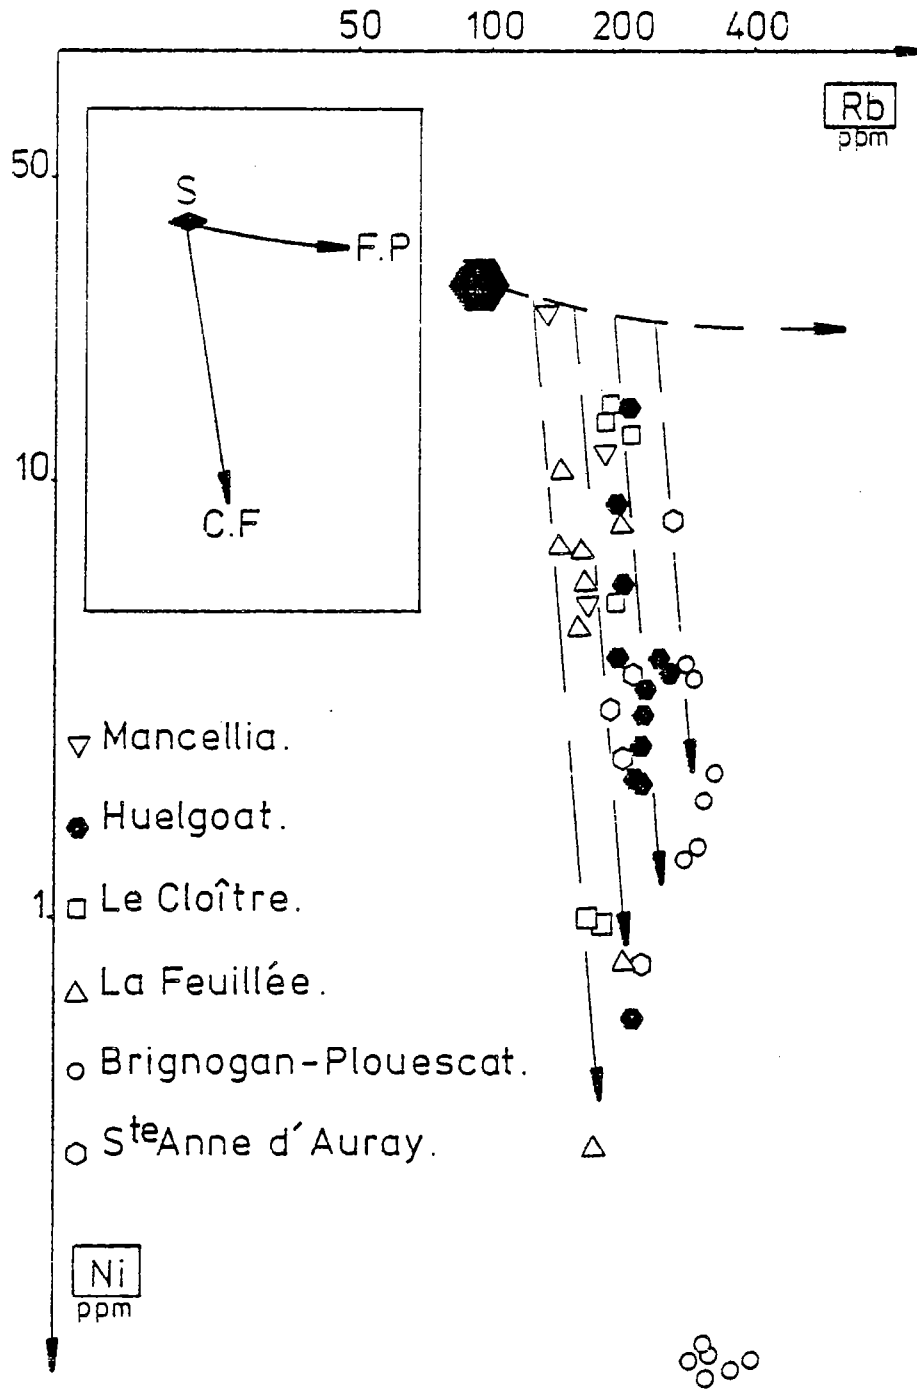 50 100 200 400
Rb
ppm
50
S
F.P
10
C.F
Mancellia.
Huelgoat.
1
Le Cloître.
La Feuillée.
Brignogan-Plouescat.
Ste Anne d'Auray.
Ni
ppm